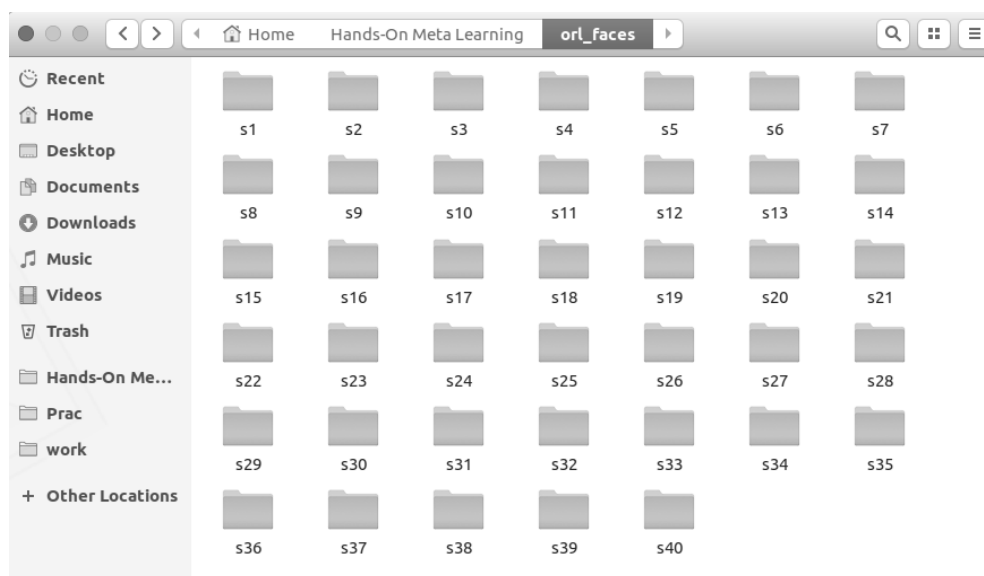 Home Hands-On Meta Learning orl_faces
Recent
Home
Desktop
Documents
Downloads
Music
Videos
Trash
Hands-On Me...
Prac
work
+ Other Locations
s1 s2 s3 s4 s5 s6 s7
s8 s9 s10 s11 s12 s13 s14
s15 s16 s17 s18 s19 s20 s21
s22 s23 s24 s25 s26 s27 s28
s29 s30 s31 s32 s33 s34 s35
s36 s37 s38 s39 s40